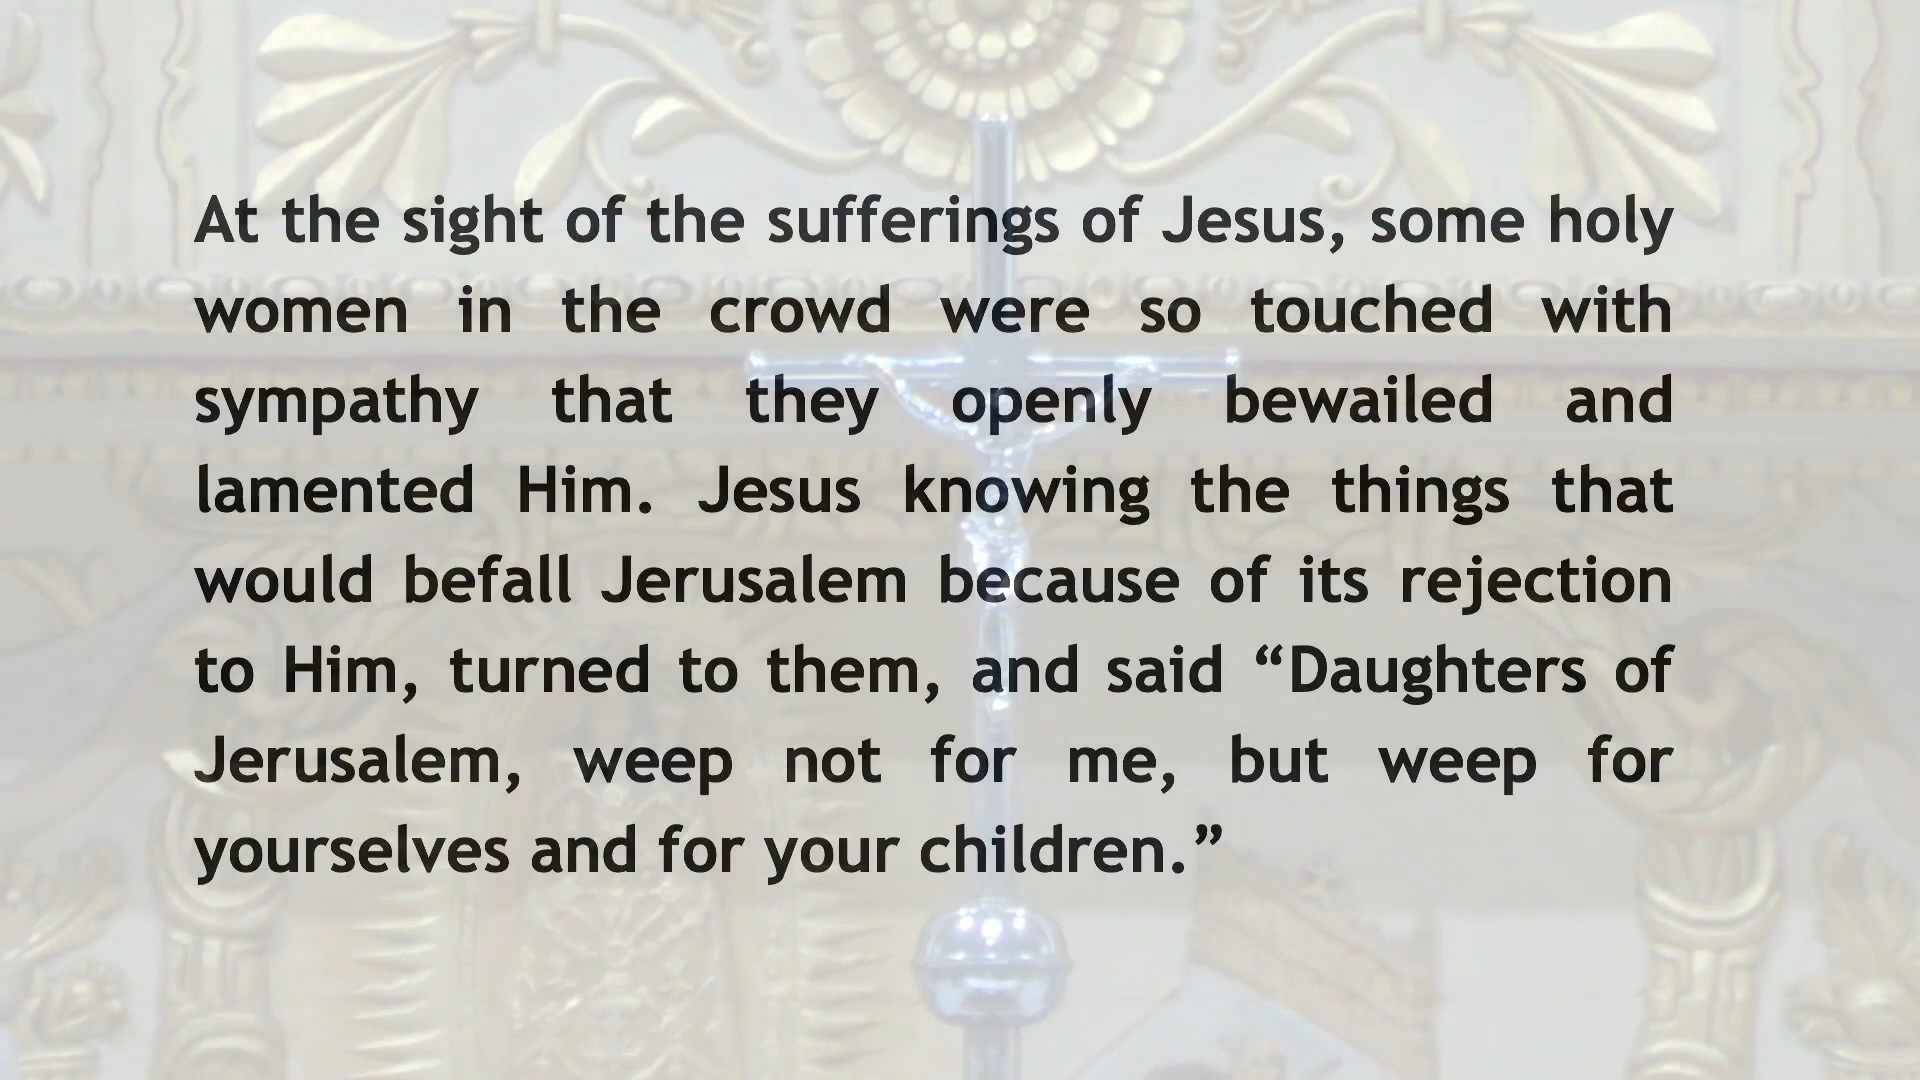 At the sight of the sufferings of Jesus, some holy
women in the crowd were so touched with
sympathy that they openly bewailed and
lamented Him. Jesus knowing the things that
would befall Jerusalem because of its rejection
to Him, turned to them, and said “Daughters of
Jerusalem, weep not for me, but weep for
yourselves and for your children.”